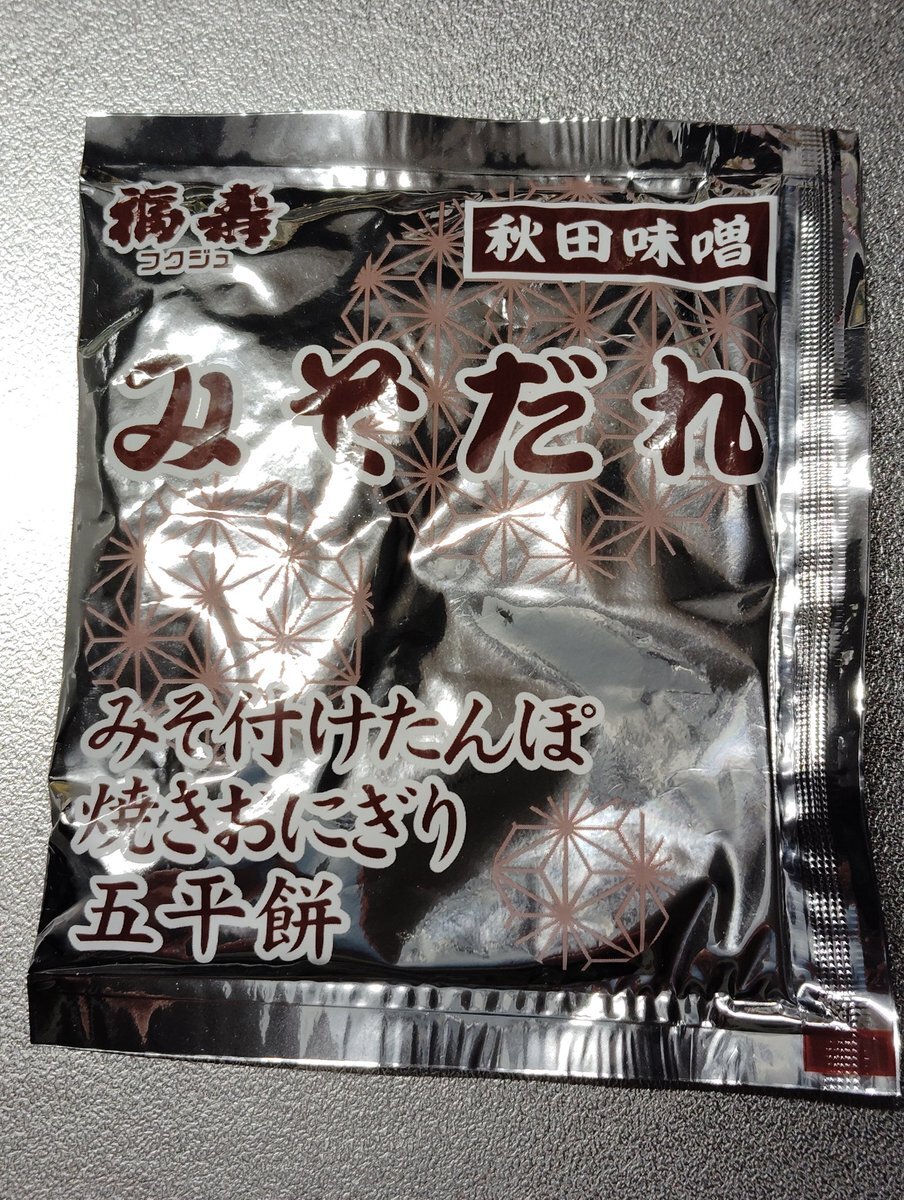 福寿
フクジュ
秋田味噌
みそだれ
みそ付けたんぽ
焼きおにぎり
五平餅